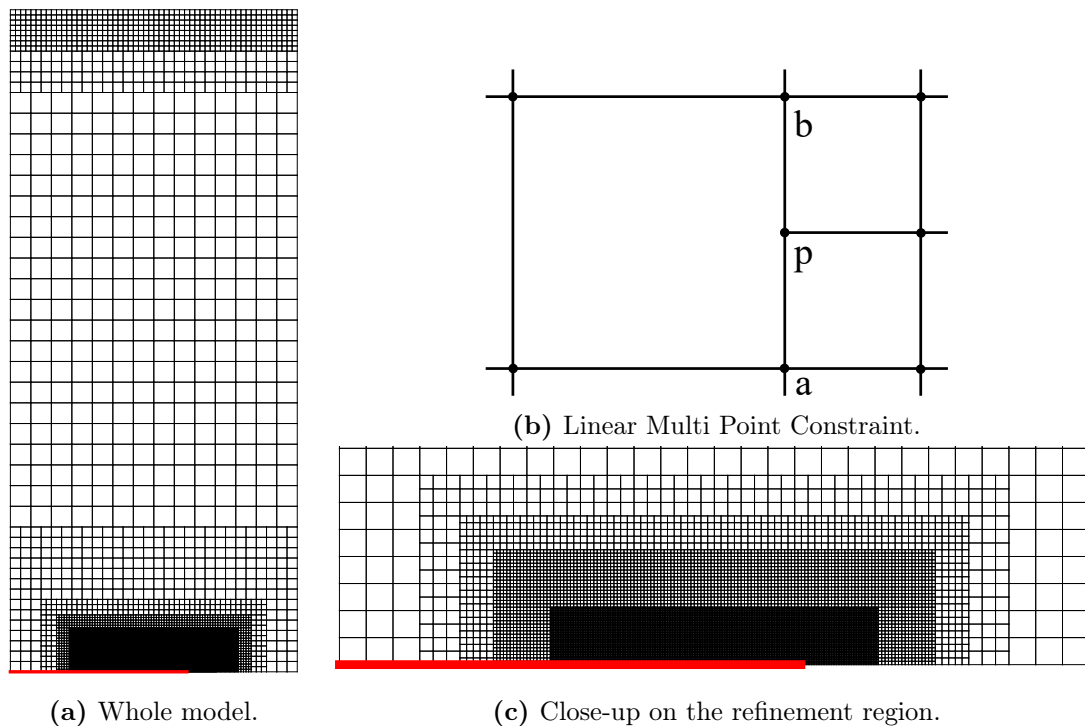 b
p
a
(b) Linear Multi Point Constraint.
(a) Whole model.
(c) Close-up on the refinement region.